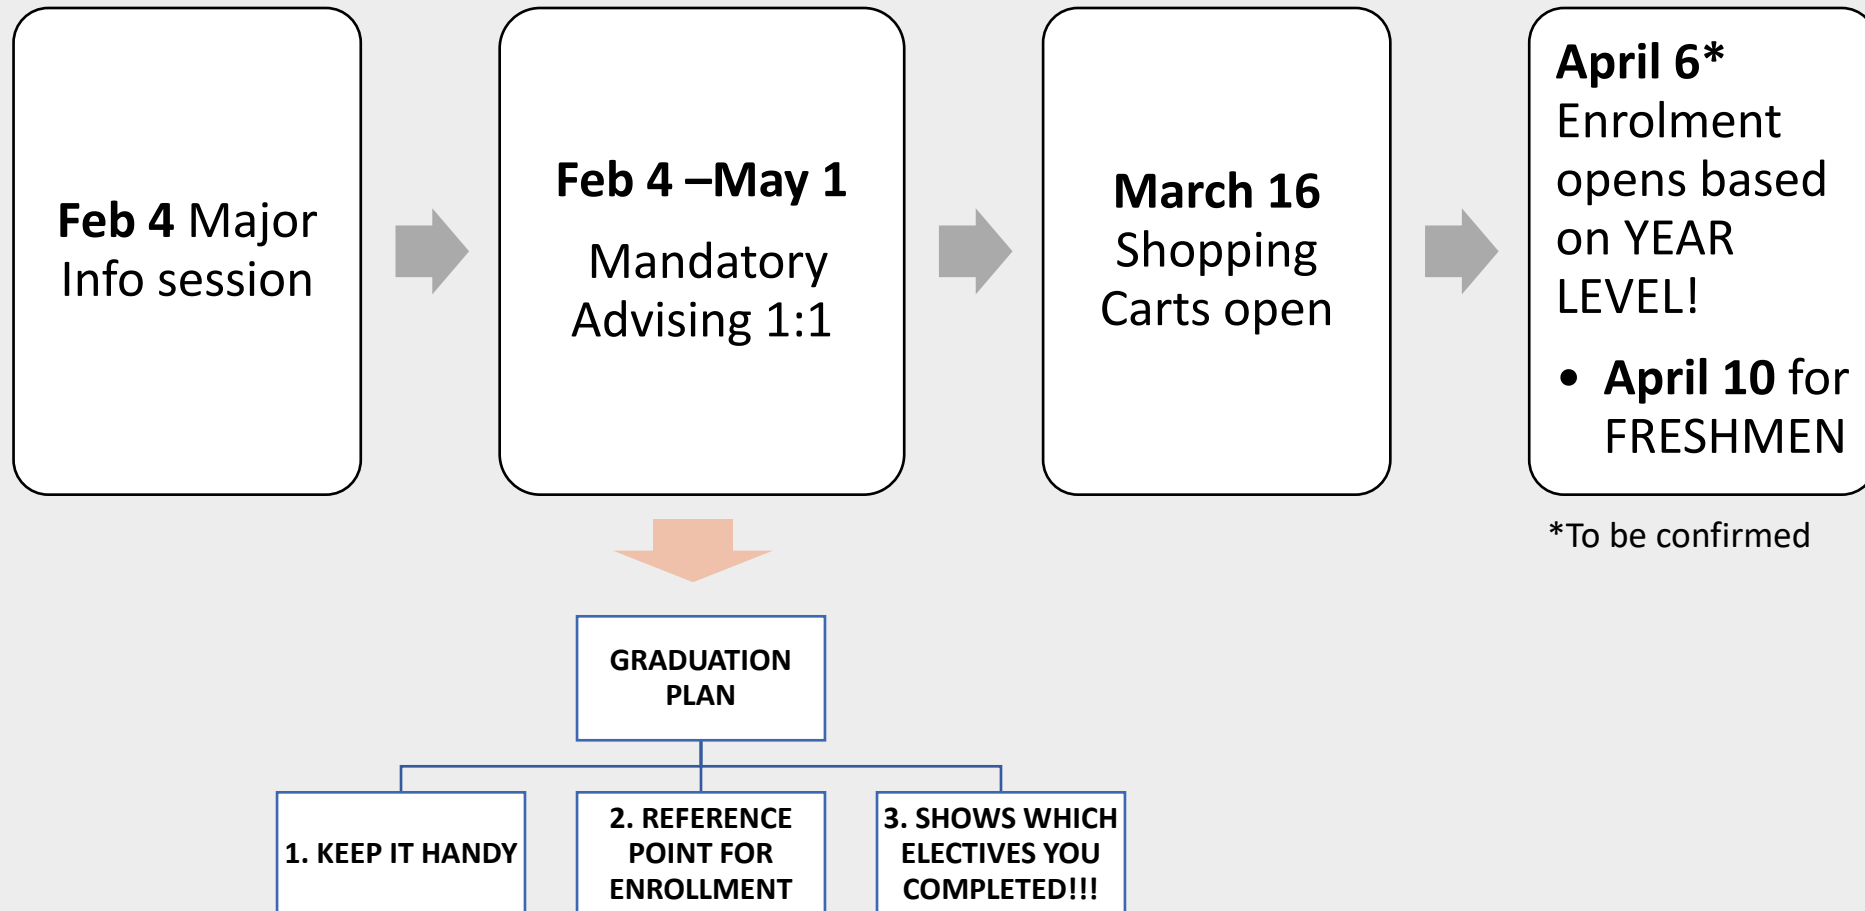 Feb 4 Major
Info session
Feb 4 –May 1
Mandatory
Advising 1:1
March 16
Shopping
Carts open
April 6*
Enrolment
opens based
on YEAR
LEVEL!
• April 10 for
FRESHMEN
*To be confirmed
GRADUATION
PLAN
1. KEEP IT HANDY
2. REFERENCE
POINT FOR
ENROLLMENT
3. SHOWS WHICH
ELECTIVES YOU
COMPLETED!!!